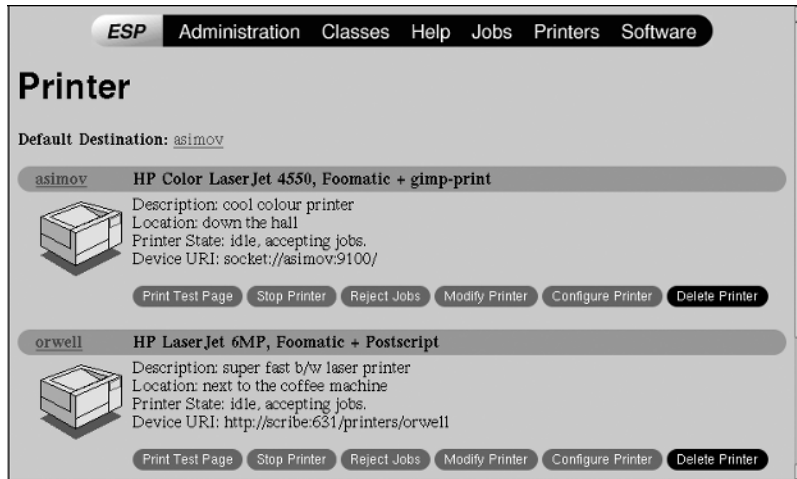 ESP Administration Classes Help Jobs Printers Software
Printer
Default Destination: asimov
asimov HP Color LaserJet 4550, Foomatic + gimp-print
Description: cool colour printer
Location: down the hall
Printer State: idle, accepting jobs.
Device URI: socket://asimov:9100/
Print Test Page Stop Printer Reject Jobs Modify Printer Configure Printer Delete Printer
orwell HP LaserJet 6MP, Foomatic + Postscript
Description: super fast b/w laser printer
Location: next to the coffee machine
Printer State: idle, accepting jobs.
Device URI: http://scribe:631/printers/orwell
Print Test Page Stop Printer Reject Jobs Modify Printer Configure Printer Delete Printer